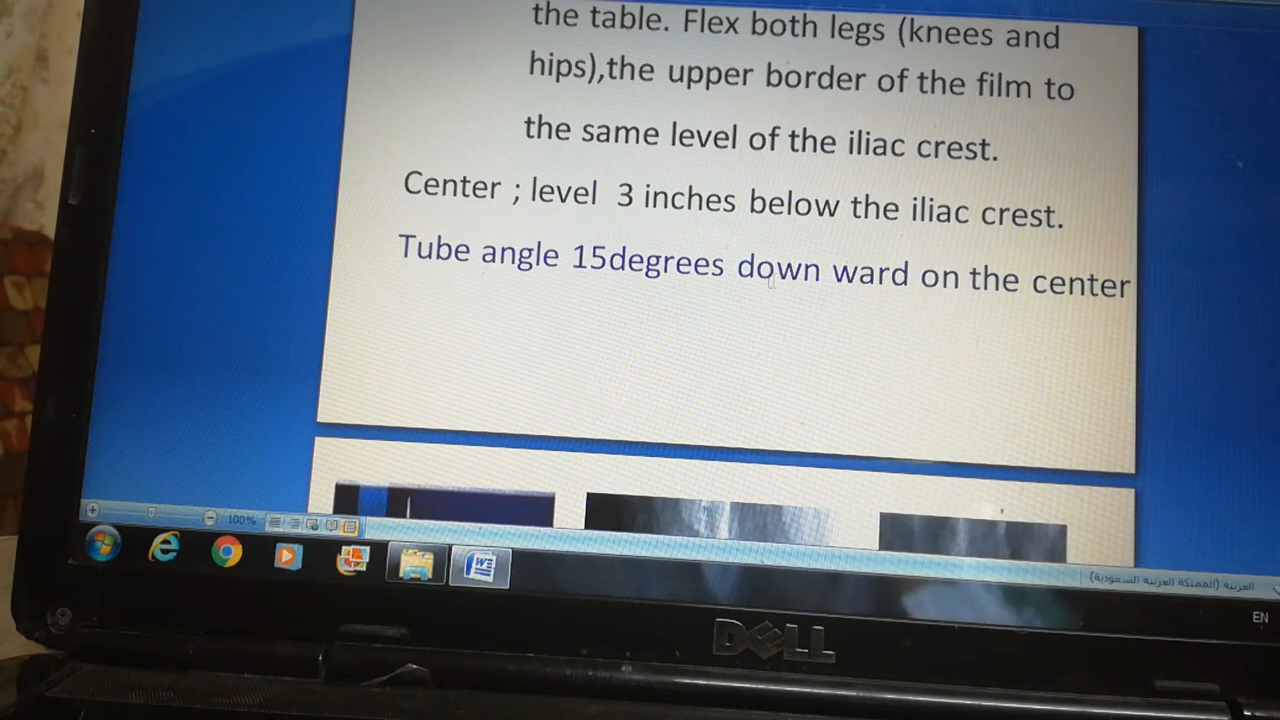 the table. Flex both legs (knees and
hips),the upper border of the film to
the same level of the iliac crest.
Center ; level 3 inches below the iliac crest.
Tube angle 15degrees down ward on the center
100%
العربية (المملكة العربية السعودية)
EN
DELL